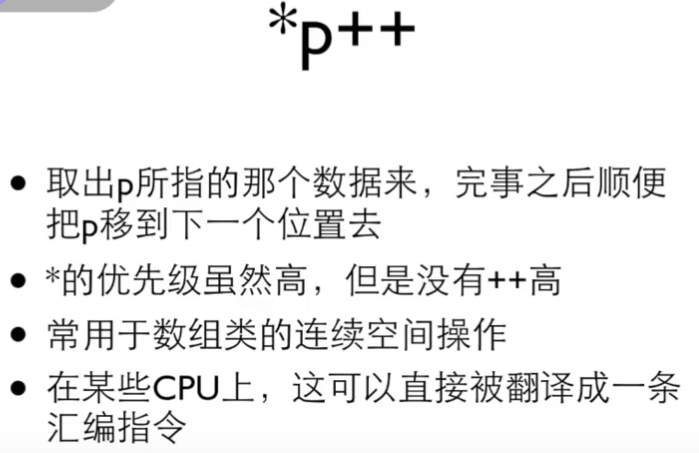 *p++
● 取出p所指的那个数据来，完事之后顺便
把p移到下一个位置去
● *的优先级虽然高，但是没有++高
● 常用于数组类的连续空间操作
● 在某些CPU上，这可以直接被翻译成一条
汇编指令